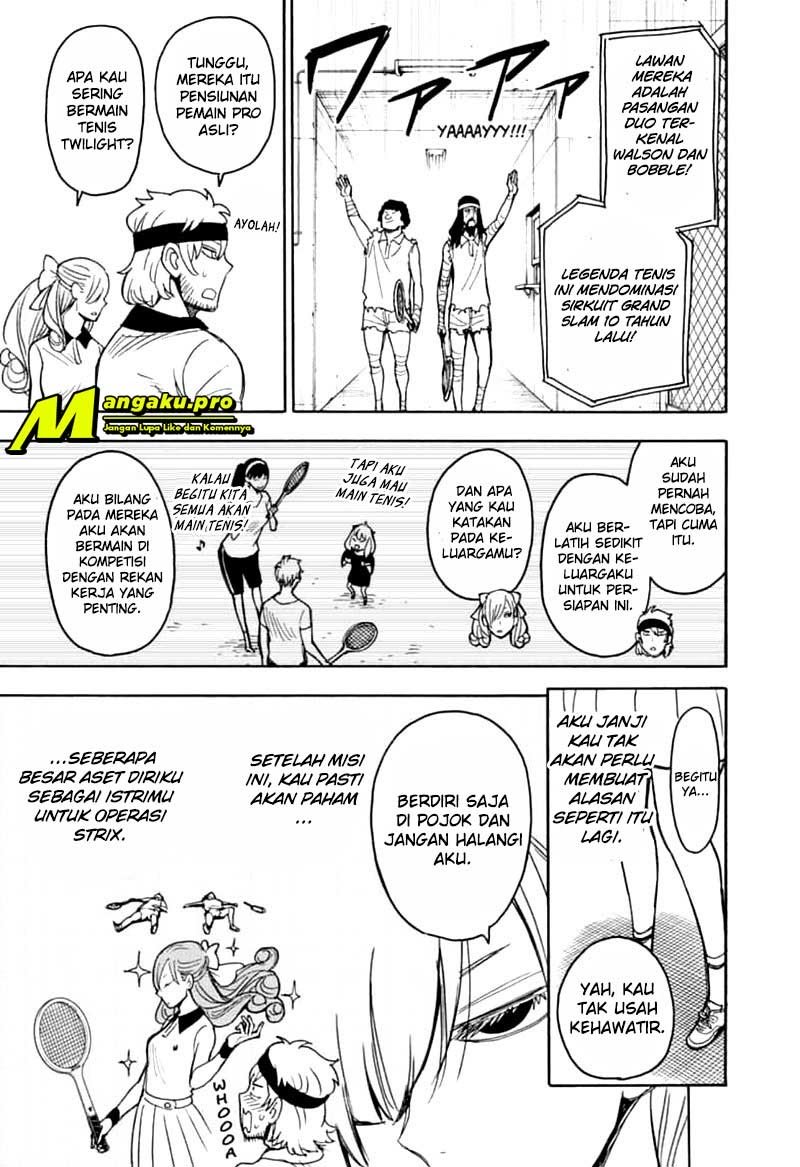 LAWAN
MEREKA
ADALAH
PASANGAN
DUO TER-
KENAL
WALSON DAN
BOBBLE!
LEGENDA TENIS
INI MENDOMINASI
SIRKUIT GRAND
SLAM 10 TAHUN
LALU!
ワァァァ
YAAAAYYY!!!
TUNGGU,
MEREKA ITU
PENSIUNAN
PEMAIN PRO
ASLI?
APA KAU
SERING
BERMAIN
TENIS
TWILIGHT?
AYOLAH!
Mangaku.pro
Jangan Lupa Like dan Komennya
AKU
SUDAH
PERNAH
MENCOBA,
TAPI CUMA
ITU.
AKU BER-
LATIH SEDIKIT
DENGAN KE-
LUARGAKU
UNTUK PER-
SIAPAN INI.
DAN APA
YANG KAU
KATAKAN
PADA KE-
LUARGAMU?
TAPI AKU
JUGA MAU
MAIN TENIS!
KALAU
BEGITU KITA
SEMUA AKAN
MAIN TENIS!
AKU BILANG
PADA MEREKA
AKU AKAN
BERMAIN DI
KOMPETISI
DENGAN REKAN
KERJA YANG
PENTING.
BEGITU
YA...
AKU JANJI
KAU TAK
AKAN PERLU
MEMBUAT
ALASAN
SEPERTI ITU
LAGI.
YAH, KAU
TAK USAH
KEHAWATIR.
BERDIRI SAJA
DI POJOK DAN
JANGAN HALANGI
AKU.
SETELAH MISI
INI, KAU PASTI
AKAN PAHAM
...
...SEBERAPA
BESAR ASET DIRIKU
SEBAGAI ISTRIMU
UNTUK OPERASI
STRIX.
WHOOOA